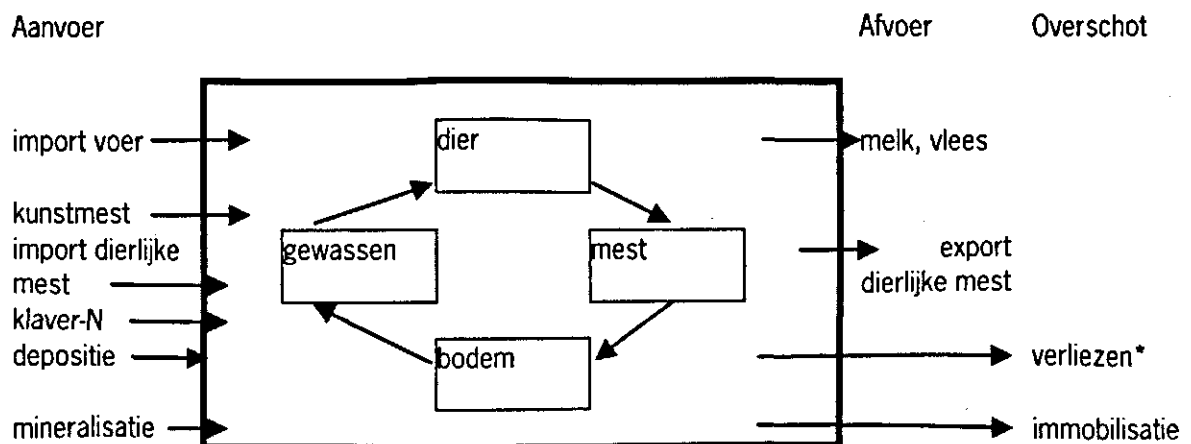 Aanvoer Afvoer Overschot
import voer dier melk, vlees
kunstmest
import dierlijke gewassen mest export
mest dierlijke mest
klaver-N
depositie bodem verliezen*
mineralisatie immobilisatie